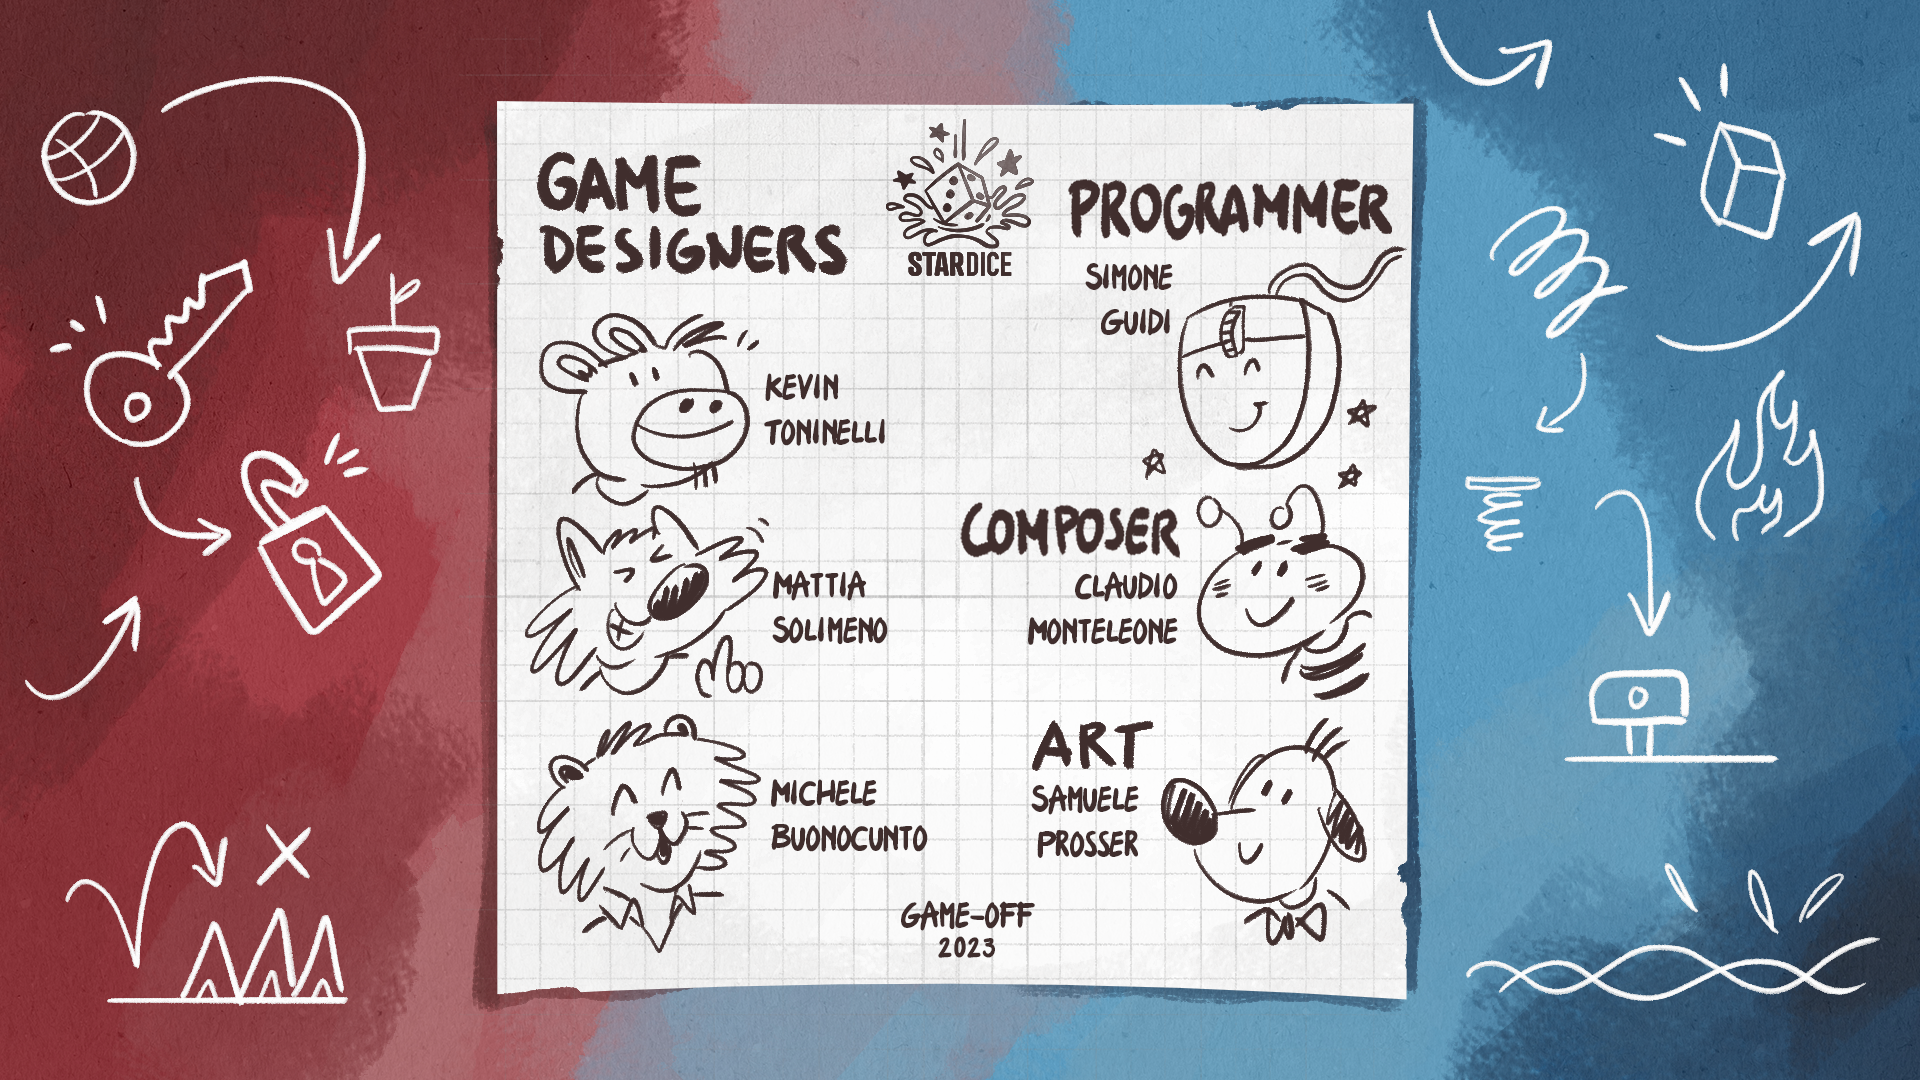 GAME
DESIGNERS
KEVIN
TONINELLI
MATTIA
SOLIMENO
MICHELE
BUONOCUNTO
STARDICE
PROGRAMMER
SIMONE
GUIDI
COMPOSER
CLAUDIO
MONTELEONE
ART
SAMUELE
PROSSER
GAME-OFF
2023